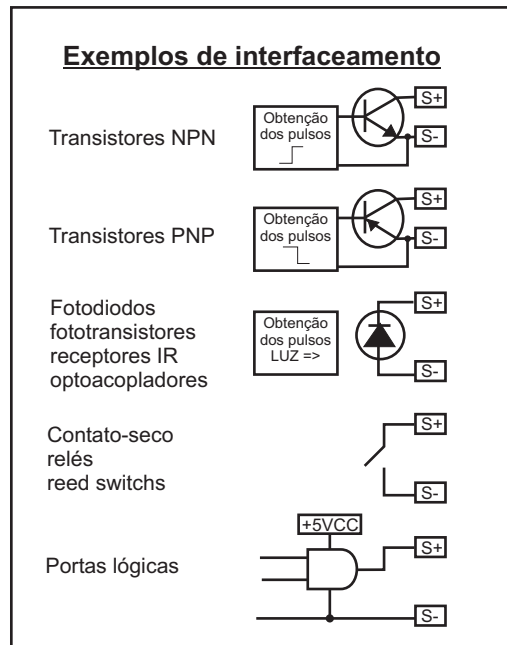 Exemplos de interfaceamento
Transistores NPN
Obtenção
dos pulsos
S+
S-
Transistores PNP
Obtenção
dos pulsos
S+
S-
Fotodiodos
fototransistores
receptores IR
optoacopladores
Obtenção
dos pulsos
LUZ =>
S+
S-
Contato-seco
relés
reed switchs
S+
S-
Portas lógicas
+5VCC
S+
S-